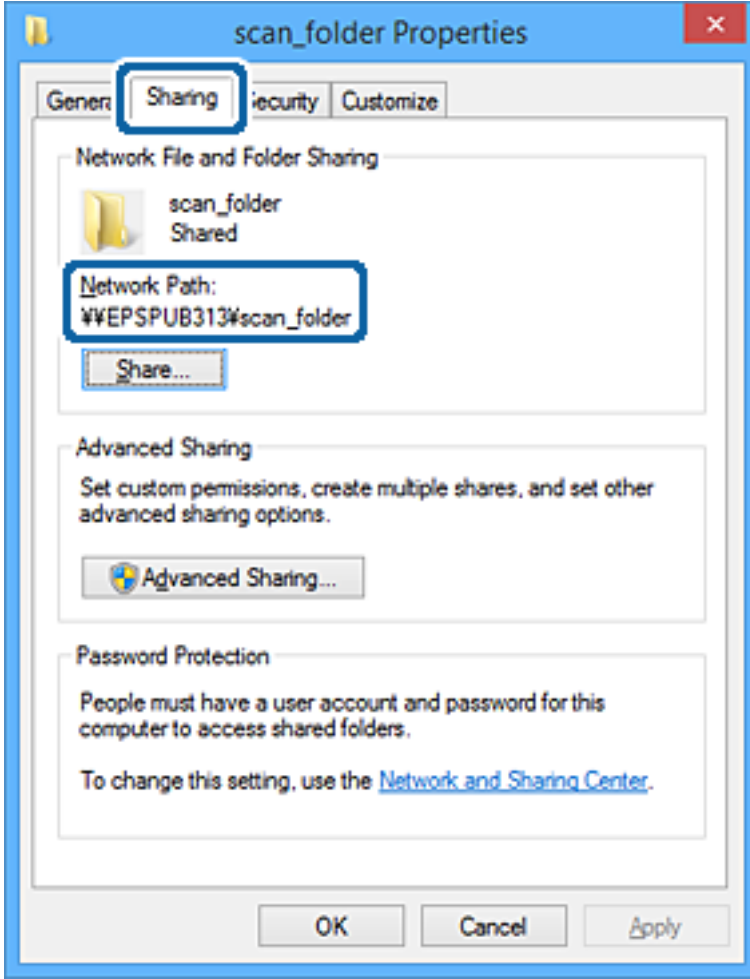 scan_folder Properties
General Sharing Security Customize
Network File and Folder Sharing
scan_folder
Shared
Network Path:
¥¥EPSPUB313¥scan_folder
Share...
Advanced Sharing
Set custom permissions, create multiple shares, and set other
advanced sharing options.
Advanced Sharing...
Password Protection
People must have a user account and password for this
computer to access shared folders.
To change this setting, use the Network and Sharing Center.
OK Cancel Apply